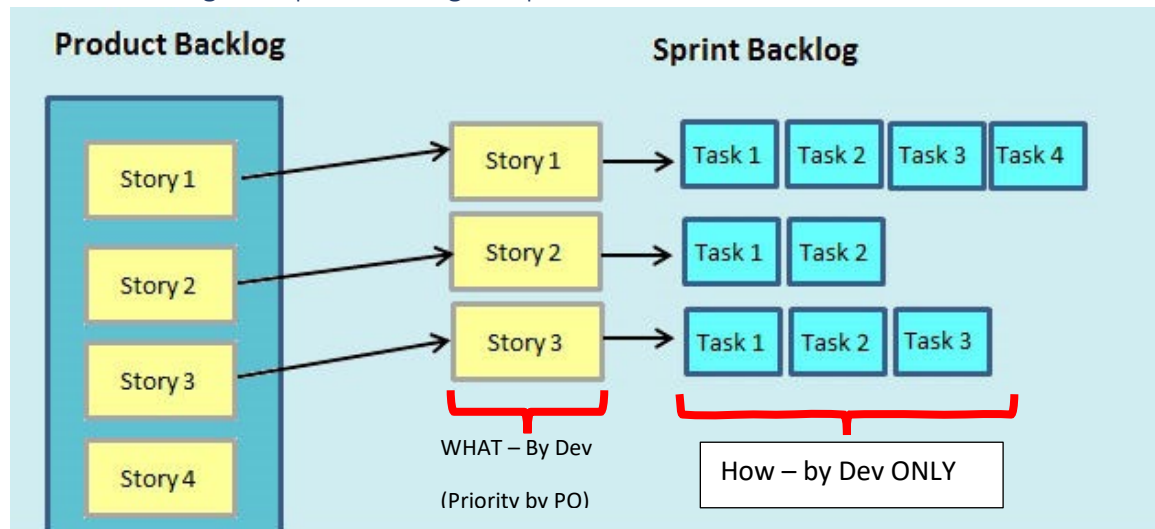 Product Backlog
Sprint Backlog
Story 1
Story 2
Story 3
Story 4
Story 1
Story 2
Story 3
Task 1 Task 2 Task 3 Task 4
Task 1 Task 2
Task 1 Task 2 Task 3
WHAT – By Dev
(Priority by PO)
How – by Dev ONLY